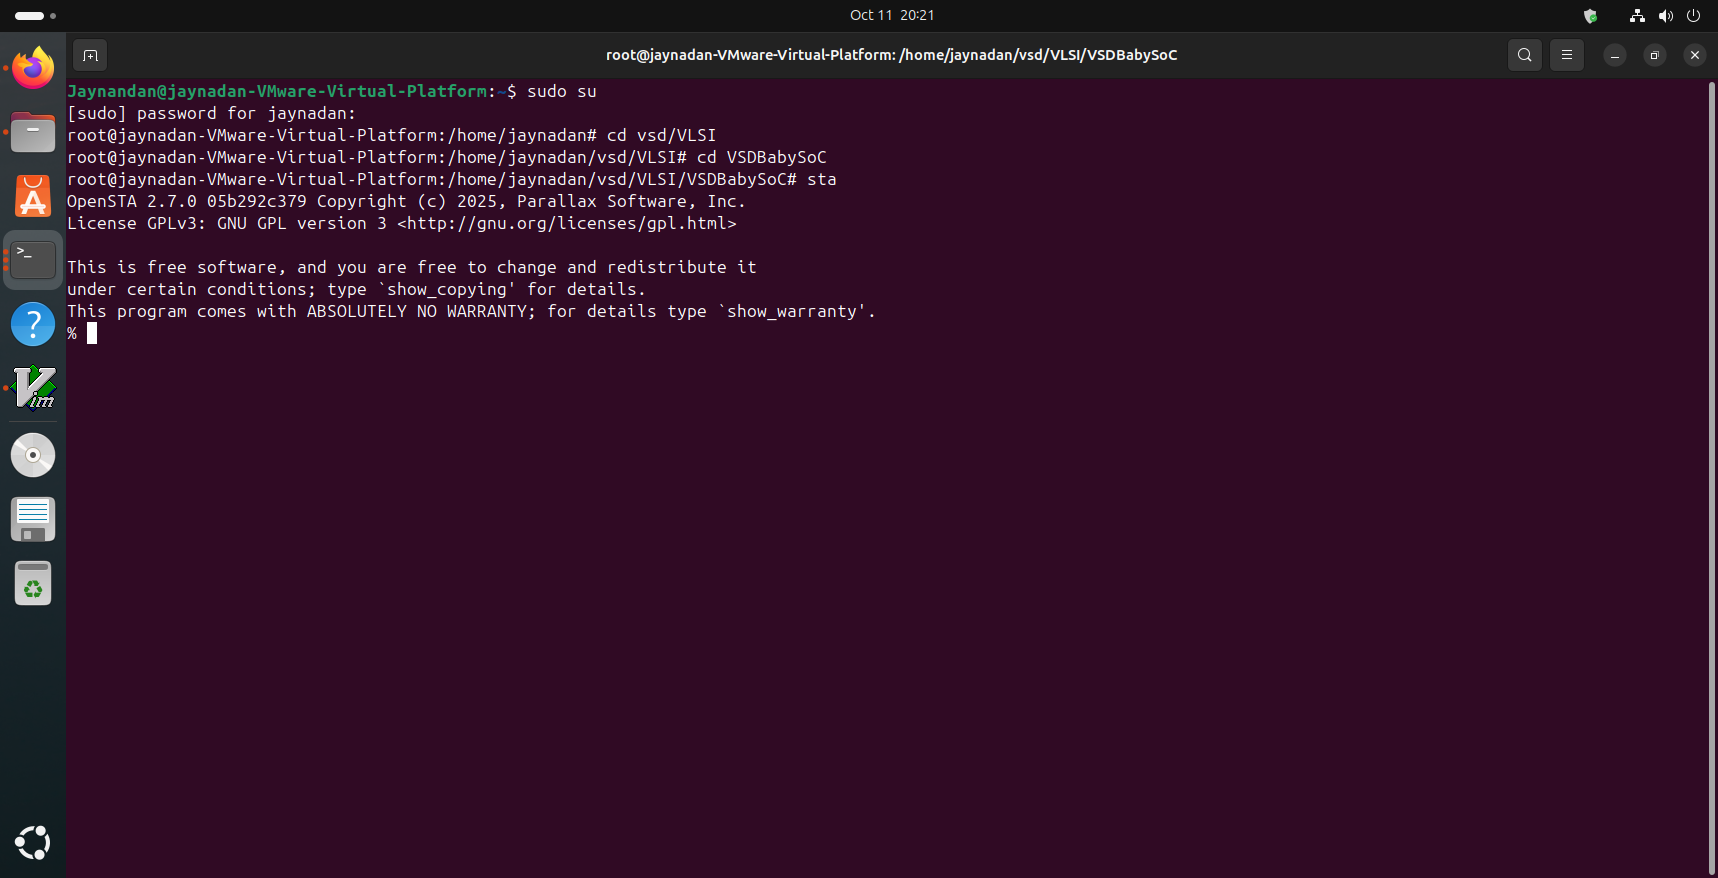 Oct 11 20:21
root@jaynadan-VMware-Virtual-Platform: /home/jaynadan/vsd/VLSI/VSDBabySoC
Jaynandan@jaynadan-VMware-Virtual-Platform:~$ sudo su
[sudo] password for jaynadan:
root@jaynadan-VMware-Virtual-Platform:/home/jaynadan# cd vsd/VLSI
root@jaynadan-VMware-Virtual-Platform:/home/jaynadan/vsd/VLSI# cd VSDBabySoC
root@jaynadan-VMware-Virtual-Platform:/home/jaynadan/vsd/VLSI/VSDBabySoC# sta
OpenSTA 2.7.0 05b292c379 Copyright (c) 2025, Parallax Software, Inc.
License GPLv3: GNU GPL version 3 <http://gnu.org/licenses/gpl.html>
This is free software, and you are free to change and redistribute it
under certain conditions; type `show_copying' for details.
This program comes with ABSOLUTELY NO WARRANTY; for details type `show_warranty'.
%
>_
?
Vim